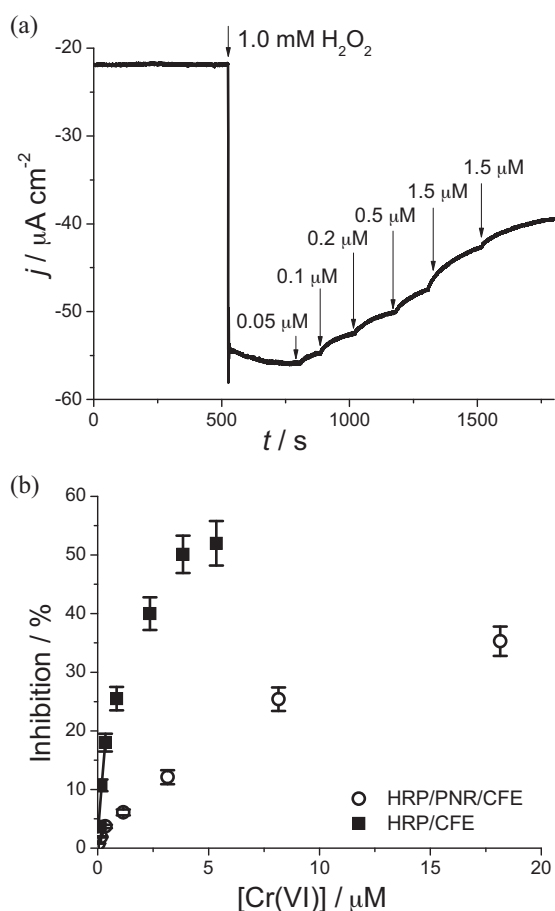 (a)
-20
-30
-40
-50
-60
j / μA cm⁻²
1.0 mM H₂O₂
0.05 μM
0.1 μM
0.2 μM
0.5 μM
1.5 μM
1.5 μM
0 500 1000 1500
t / s
(b)
60
50
40
30
20
10
0
Inhibition / %
HRP/PNR/CFE
HRP/CFE
0 5 10 15 20
[Cr(VI)] / μM